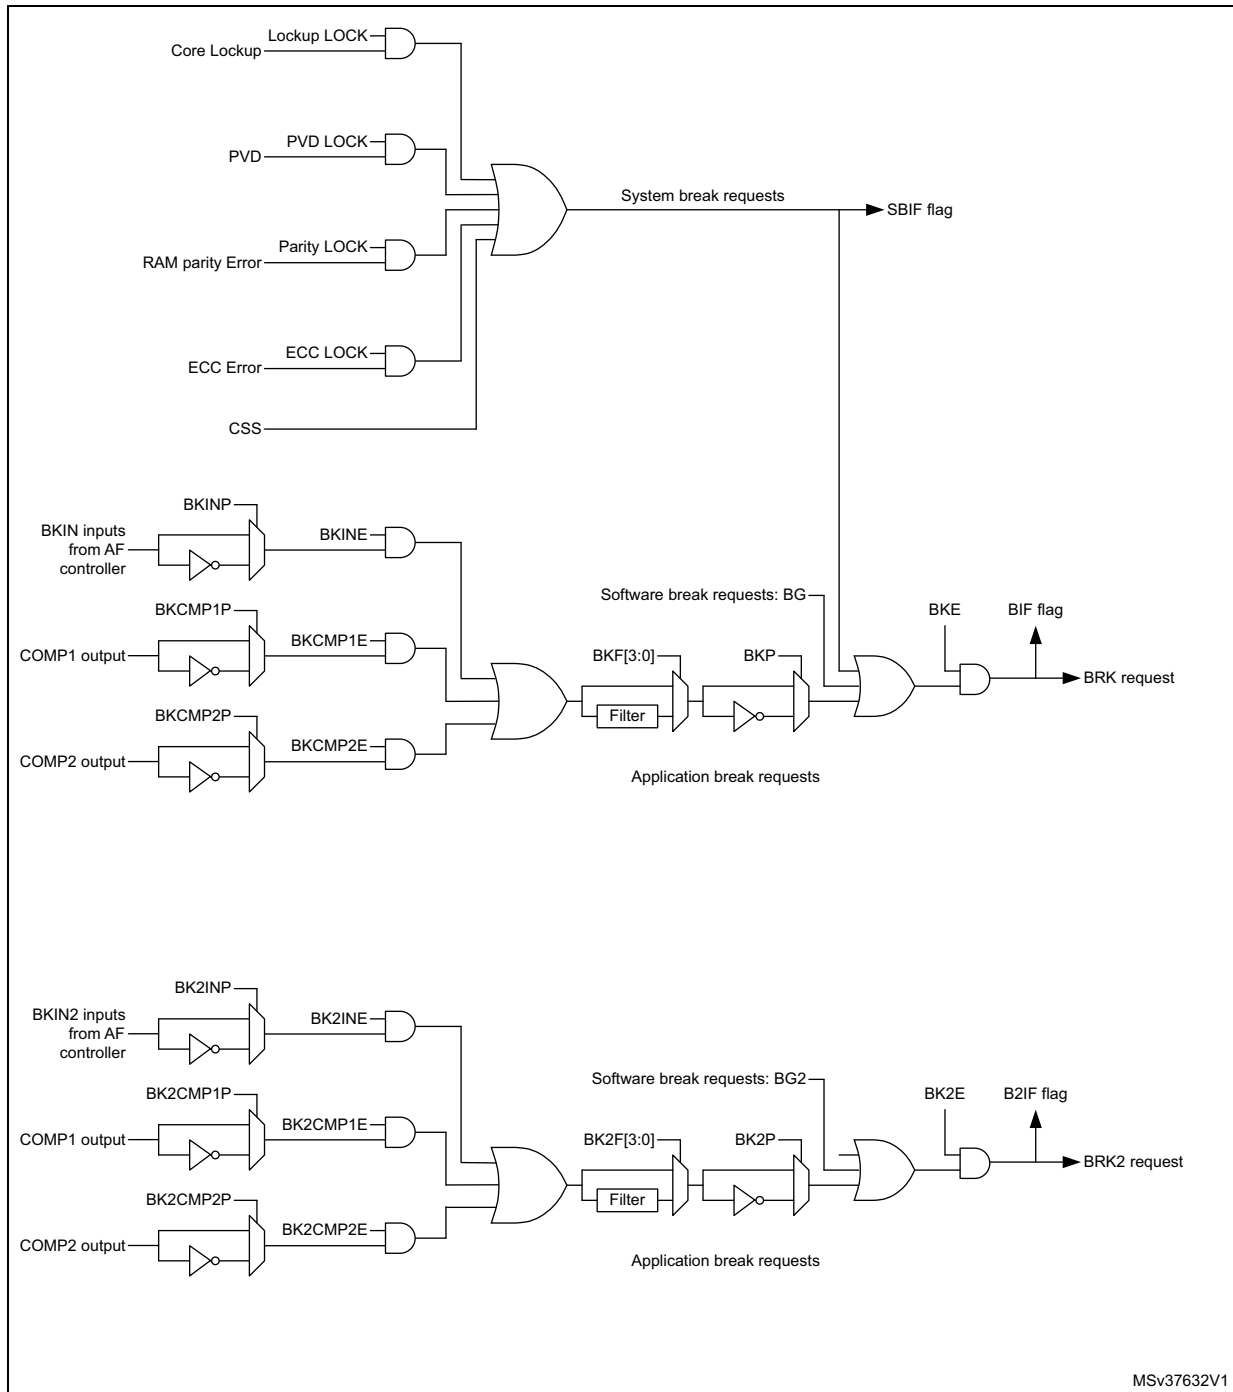 Lockup LOCK
Core Lockup
PVD LOCK
PVD
System break requests
SBIF flag
Parity LOCK
RAM parity Error
ECC LOCK
ECC Error
CSS
BKINP
BKIN inputs
from AF
controller
BKINE
Software break requests: BG
BKE
BIF flag
BKCMP1P
BKCMP1E
COMP1 output
BKF[3:0]
BKP
BRK request
Filter
BKCMP2P
BKCMP2E
COMP2 output
Application break requests
BK2INP
BKIN2 inputs
from AF
controller
BK2INE
Software break requests: BG2
BK2E
B2IF flag
BK2CMP1P
BK2CMP1E
COMP1 output
BK2F[3:0]
BK2P
BRK2 request
Filter
BK2CMP2P
BK2CMP2E
COMP2 output
Application break requests
MSv37632V1